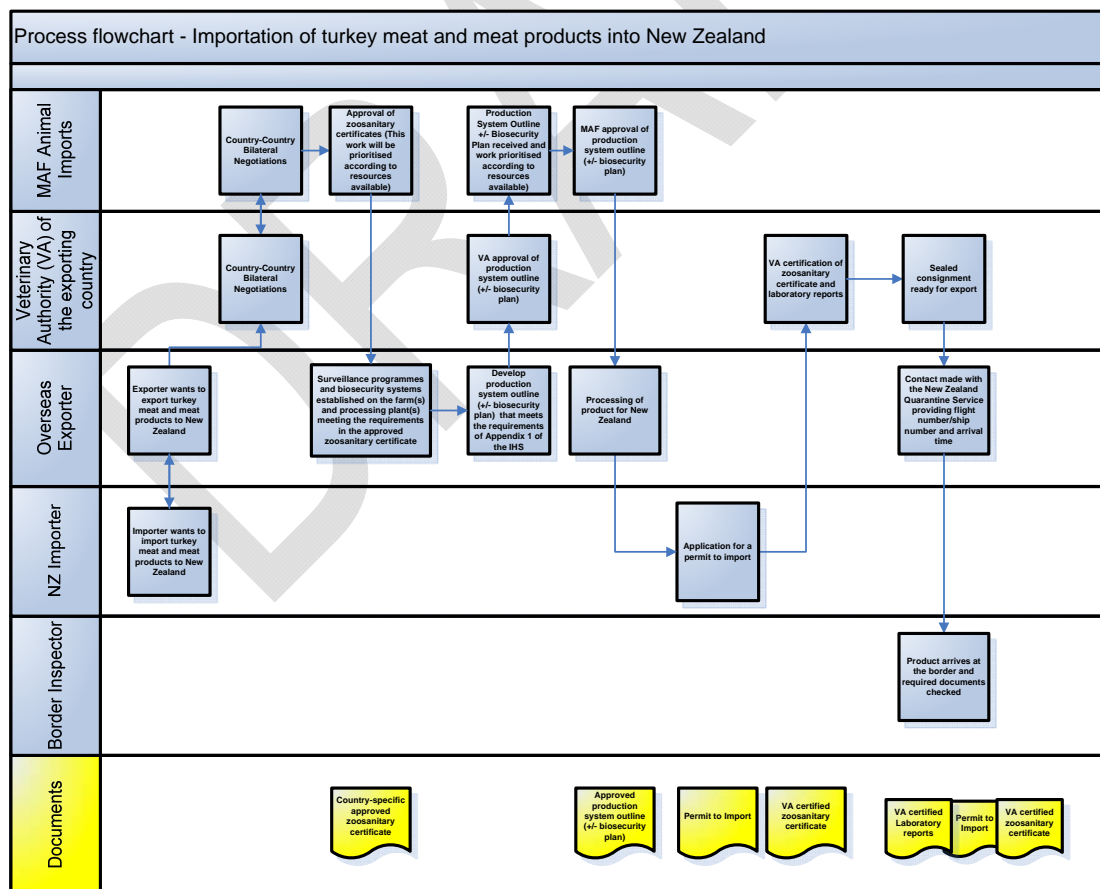 Process flowchart - Importation of turkey meat and meat products into New Zealand
MAF Animal
Imports
Country-Country
Bilateral
Negotiations
Approval of
zoosanitary
certificates (This
work will be
prioritised
according to
resources
available)
Production
System Outline
+/- Biosecurity
Plan received and
work prioritised
according to
resources
available)
MAF approval of
production
system outline
(+/- biosecurity
plan)
Veterinary
Authority (VA) of
the exporting
country
Country-Country
Bilateral
Negotiations
VA approval of
production
system outline
(+/- biosecurity
plan)
VA certification of
zoosanitary
certificate and
laboratory reports
Sealed
consignment
ready for export
Overseas
Exporter
Exporter wants to
export turkey
meat and meat
products to New
Zealand
Surveillance programmes
and biosecurity systems
established on the farm(s)
and processing plant(s)
meeting the requirements
in the approved
zoosanitary certificate
Develop
production system
outline (+/-
biosecurity plan)
that meets
the requirements
of Appendix 1 of
the IHS
Processing of
product for New
Zealand
Contact made with
the New Zealand
Quarantine Service
providing flight
number/ship
number and arrival
time
NZ Importer
Importer wants to
import turkey
meat and meat
products to New
Zealand
Application for a
permit to import
Border Inspector
Product arrives at
the border and
required documents
checked
Documents
Country-specific
approved
zoosanitary
certificate
Approved
production
system outline
(+/- biosecurity
plan)
Permit to Import
VA certified
zoosanitary
certificate
VA certified
Laboratory
reports
Permit to
Import
VA certified
zoosanitary
certificate
DRA